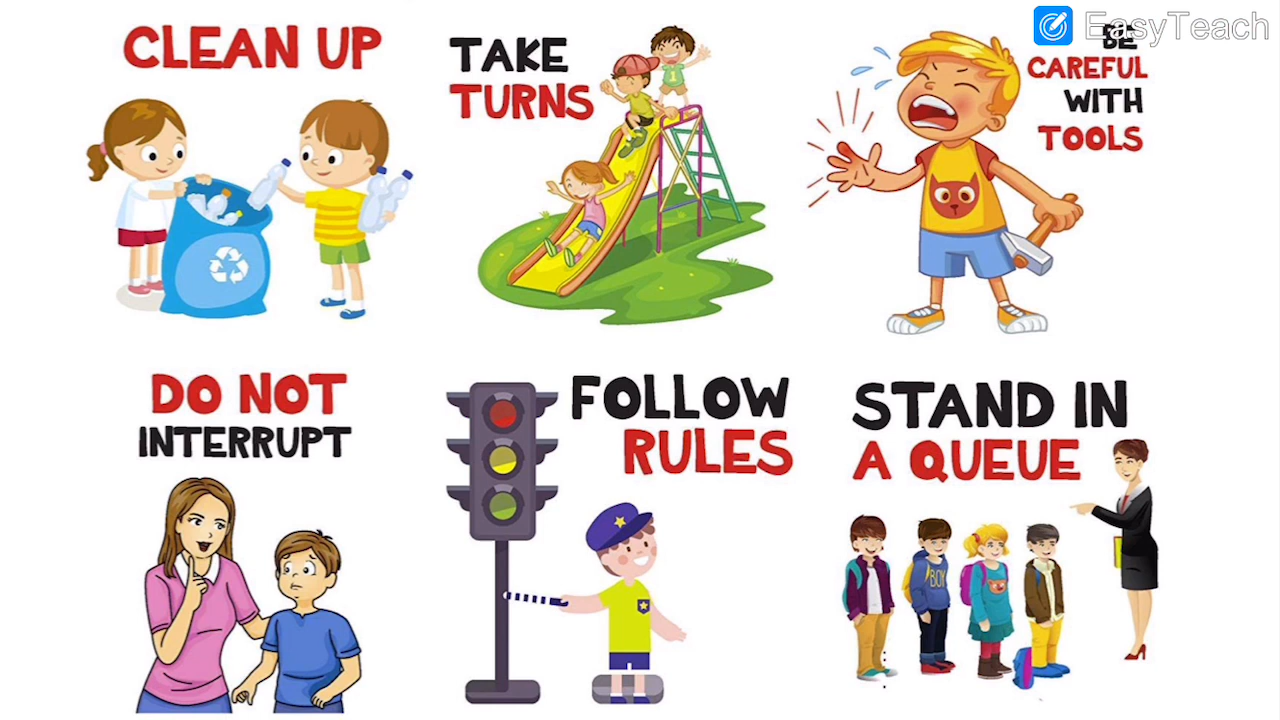 EasyTeach
CLEAN UP
TAKE
TURNS
BE
CAREFUL
WITH
TOOLS
DO NOT
INTERRUPT
FOLLOW
RULES
STAND IN
A QUEUE
BOY